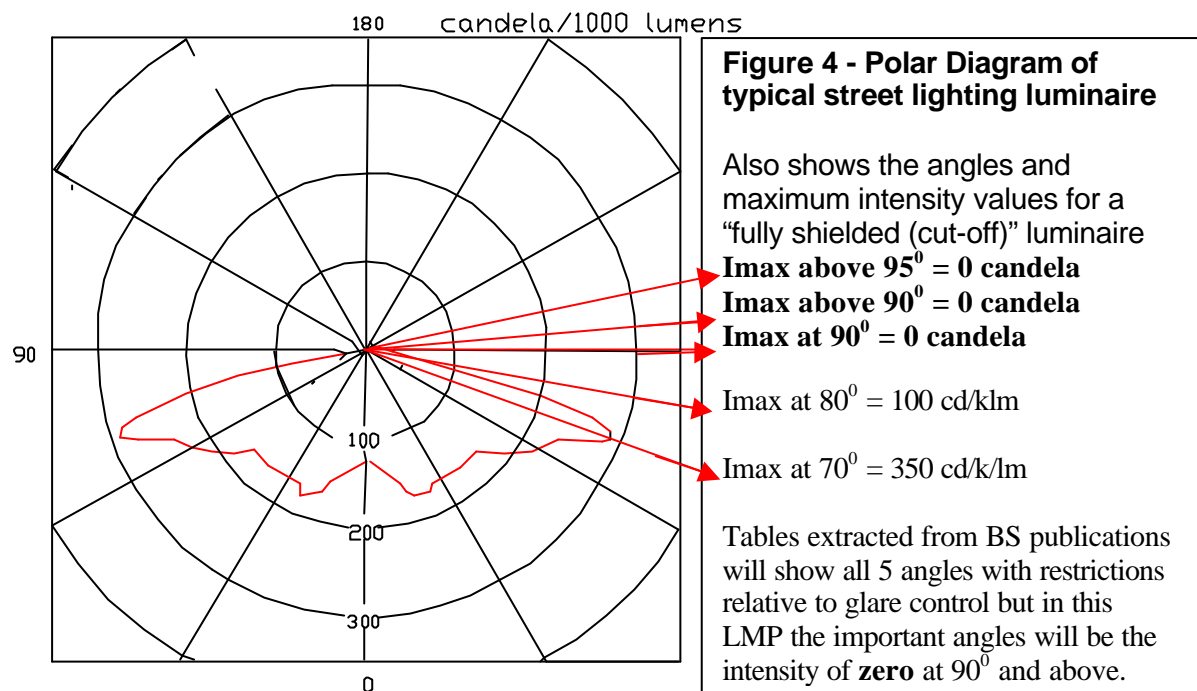 180 candela/1000 lumens
90
100
200
300
0
Figure 4 - Polar Diagram of
typical street lighting luminaire
Also shows the angles and
maximum intensity values for a
“fully shielded (cut-off)” luminaire
Imax above 95⁰ = 0 candela
Imax above 90⁰ = 0 candela
Imax at 90⁰ = 0 candela
Imax at 80⁰ = 100 cd/klm
Imax at 70⁰ = 350 cd/k/lm
Tables extracted from BS publications
will show all 5 angles with restrictions
relative to glare control but in this
LMP the important angles will be the
intensity of zero at 90⁰ and above.